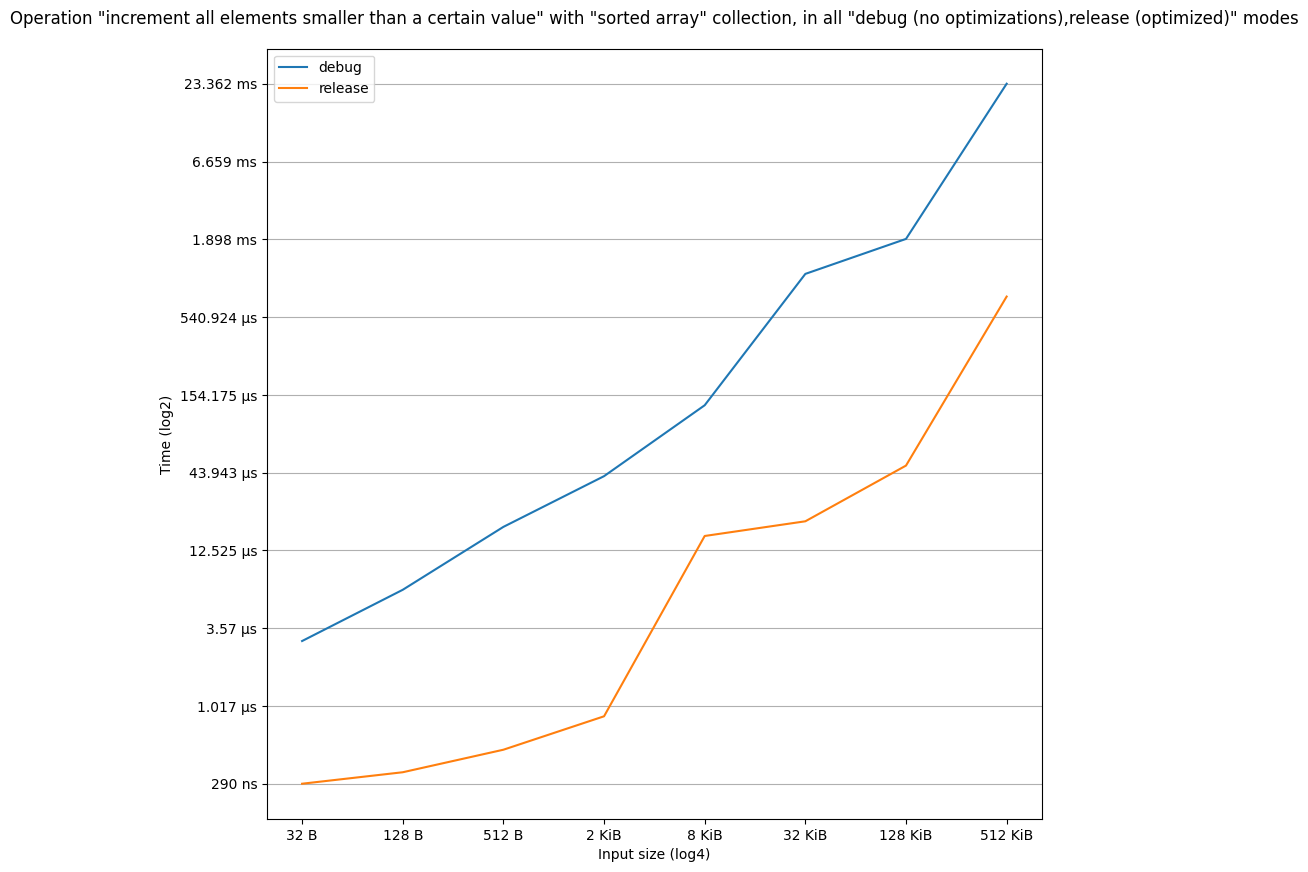 Operation "increment all elements smaller than a certain value" with "sorted array" collection, in all "debug (no optimizations),release (optimized)" modes
debug
release
23.362 ms
6.659 ms
1.898 ms
540.924 µs
154.175 µs
43.943 µs
12.525 µs
3.57 µs
1.017 µs
290 ns
Time (log2)
32 B
128 B
512 B
2 KiB
8 KiB
32 KiB
128 KiB
512 KiB
Input size (log4)